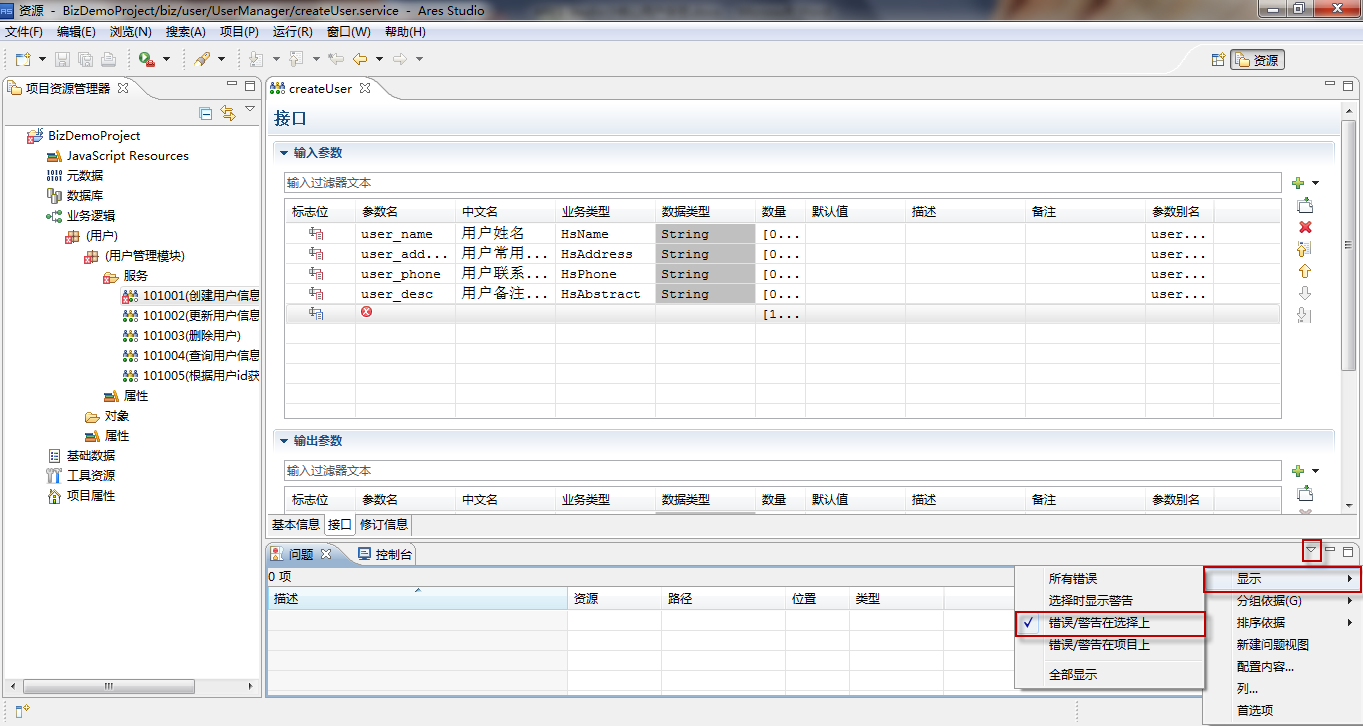 RS 资源 - BizDemoProject/biz/user/UserManager/createUser.service - Ares Studio
文件(F) 编辑(E) 浏览(N) 搜索(A) 项目(P) 运行(R) 窗口(W) 帮助(H)
资源
项目资源管理器
BizDemoProject
JavaScript Resources
元数据
数据库
业务逻辑
(用户)
(用户管理模块)
服务
101001(创建用户信息
101002(更新用户信息
101003(删除用户)
101004(查询用户信息
101005(根据用户id获
属性
对象
属性
基础数据
工具资源
项目属性
createUser
接口
输入参数
输入过滤器文本
标志位 参数名 中文名 业务类型 数据类型 数量 默认值 描述 备注 参数别名
user_name 用户姓名 HsName String [0... user...
user_add... 用户常用... HsAddress String [0... user...
user_phone 用户联系... HsPhone String [0... user...
user_desc 用户备注... HsAbstract String [0... user...
[1...
输出参数
输入过滤器文本
标志位 参数名 中文名 业务类型 数据类型 数量 默认值 描述 备注 参数别名
基本信息 接口 修订信息
问题 控制台
0 项
描述 资源 路径 位置 类型
所有错误
选择时显示警告
错误/警告在选择上
错误/警告在项目上
全部显示
显示
分组依据(G)
排序依据
新建问题视图
配置内容...
列...
首选项